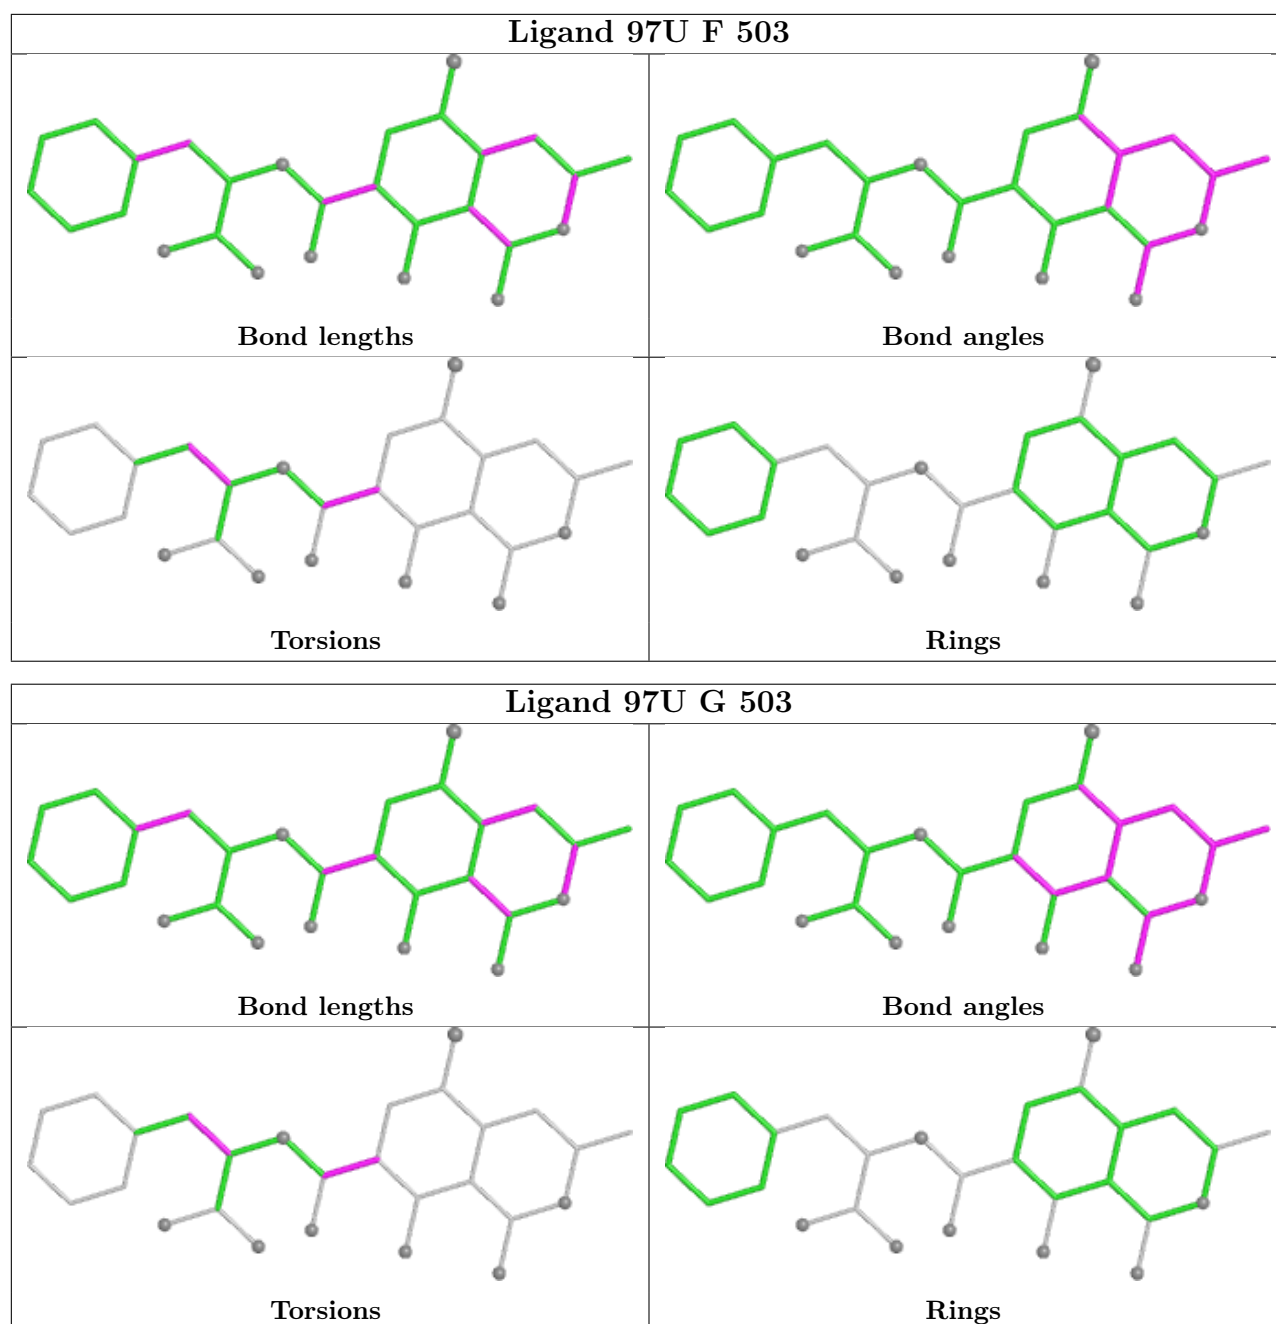 Ligand 97U F 503
Bond lengths
Bond angles
Torsions
Rings
Ligand 97U G 503
Bond lengths
Bond angles
Torsions
Rings